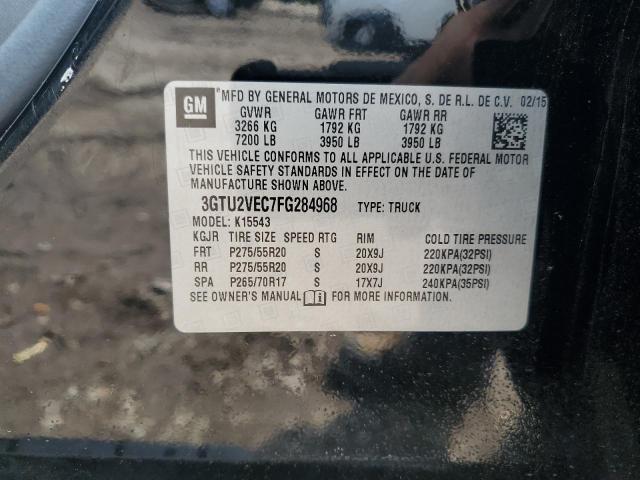 GM
*MFD BY GENERAL MOTORS DE MEXICO, S. DE R.L. DE C.V. 02/15
GVWR GAWR FRT GAWR RR
3266 KG 1792 KG 1792 KG
7200 LB 3950 LB 3950 LB
THIS VEHICLE CONFORMS TO ALL APPLICABLE U.S. FEDERAL MOTOR
VEHICLE SAFETY STANDARDS IN EFFECT ON THE DATE OF
MANUFACTURE SHOWN ABOVE.
3GTU2VEC7FG284968 TYPE: TRUCK
MODEL: K15543
KGJR TIRE SIZE SPEED RTG RIM COLD TIRE PRESSURE
FRT P275/55R20 S 20X9J 220KPA(32PSI)
RR P275/55R20 S 20X9J 220KPA(32PSI)
SPA P265/70R17 S 17X7J 240KPA(35PSI)
SEE OWNER'S MANUAL FOR MORE INFORMATION.